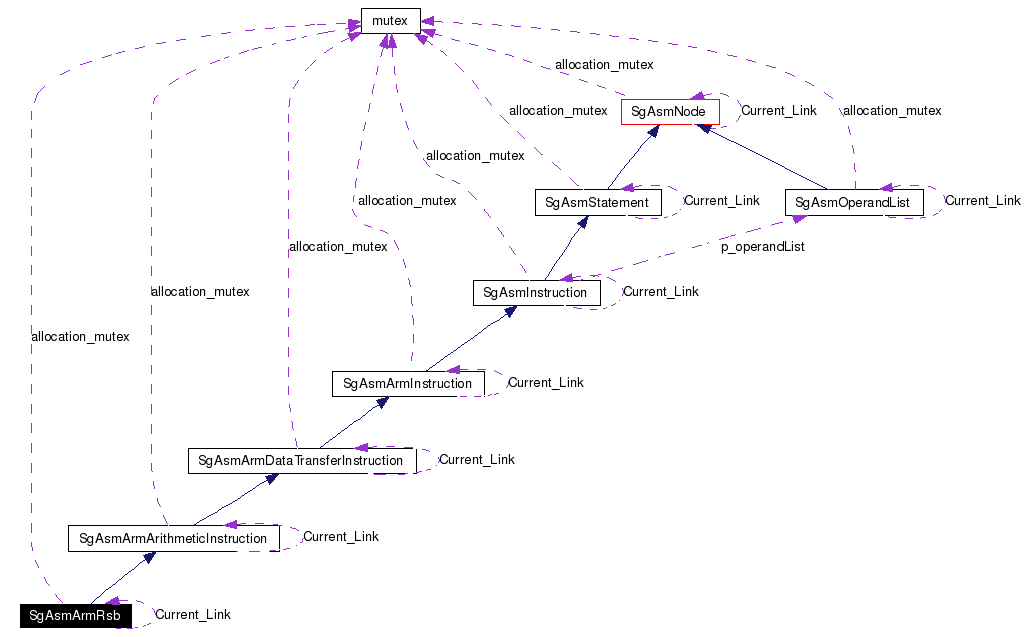 mutex
allocation_mutex
SgAsmNode
Current_Link
allocation_mutex
allocation_mutex
allocation_mutex
allocation_mutex
SgAsmStatement
Current_Link
SgAsmOperandList
Current_Link
allocation_mutex
p_operandList
allocation_mutex
SgAsmInstruction
Current_Link
allocation_mutex
SgAsmArmInstruction
Current_Link
SgAsmArmDataTransferInstruction
Current_Link
SgAsmArmArithmeticInstruction
Current_Link
SgAsmArmRsb
Current_Link